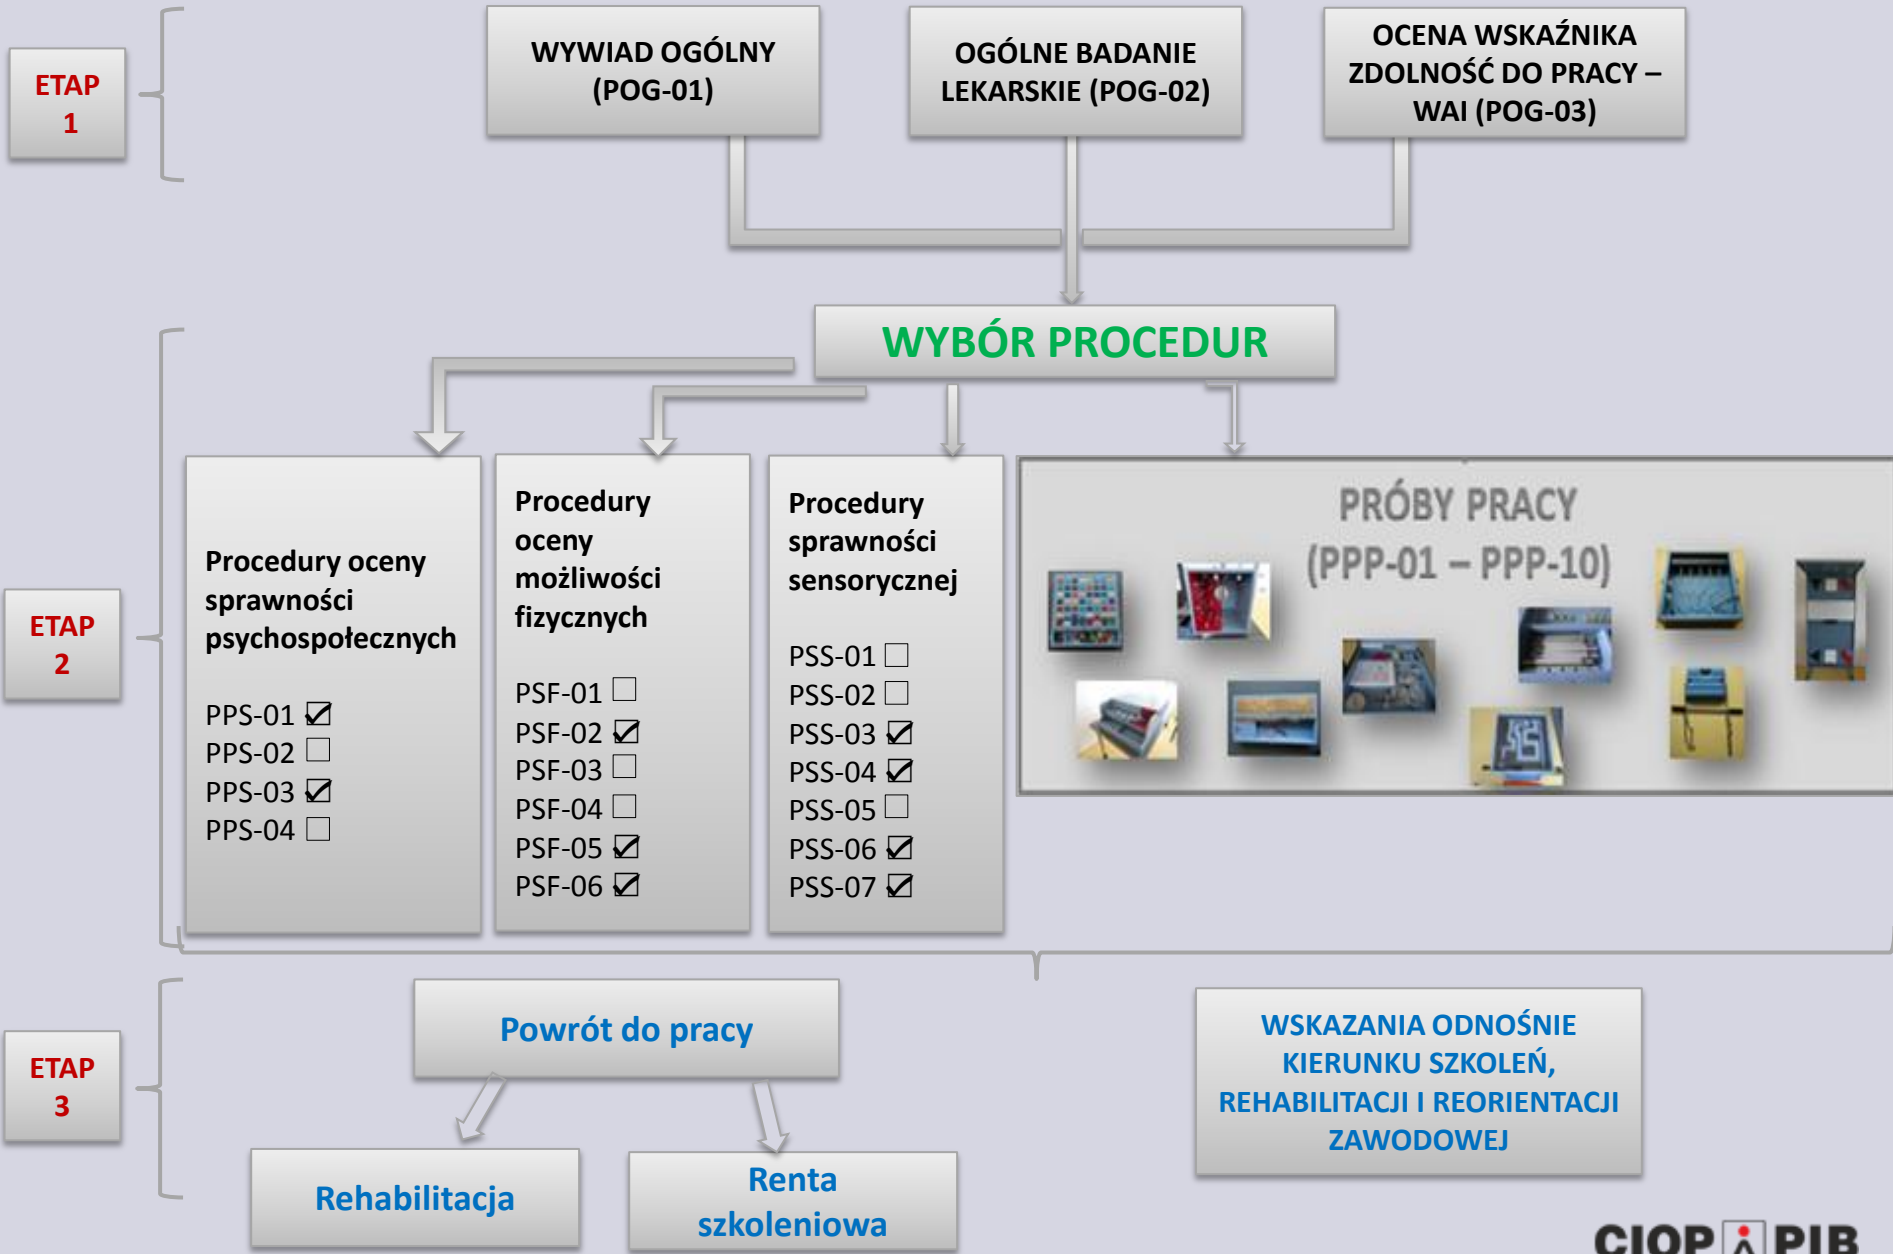 ETAP
1
WYWIAD OGÓLNY
(POG-01)
OGÓLNE BADANIE
LEKARSKIE (POG-02)
OCENA WSKAŹNIKA
ZDOLNOŚĆ DO PRACY –
WAI (POG-03)
WYBÓR PROCEDUR
ETAP
2
Procedury oceny
sprawności
psychospołecznych
PPS-01 ☑
PPS-02 ☐
PPS-03 ☑
PPS-04 ☐
Procedury
oceny
możliwości
fizycznych
PSF-01 ☐
PSF-02 ☑
PSF-03 ☐
PSF-04 ☐
PSF-05 ☑
PSF-06 ☑
Procedury
sprawności
sensorycznej
PSS-01 ☐
PSS-02 ☐
PSS-03 ☑
PSS-04 ☑
PSS-05 ☐
PSS-06 ☑
PSS-07 ☑
PRÓBY PRACY
(PPP-01 – PPP-10)
ETAP
3
Powrót do pracy
Rehabilitacja
Renta
szkoleniowa
WSKAZANIA ODNOŚNIE
KIERUNKU SZKOLEŃ,
REHABILITACJI I REORIENTACJI
ZAWODOWEJ
CIOP PIB